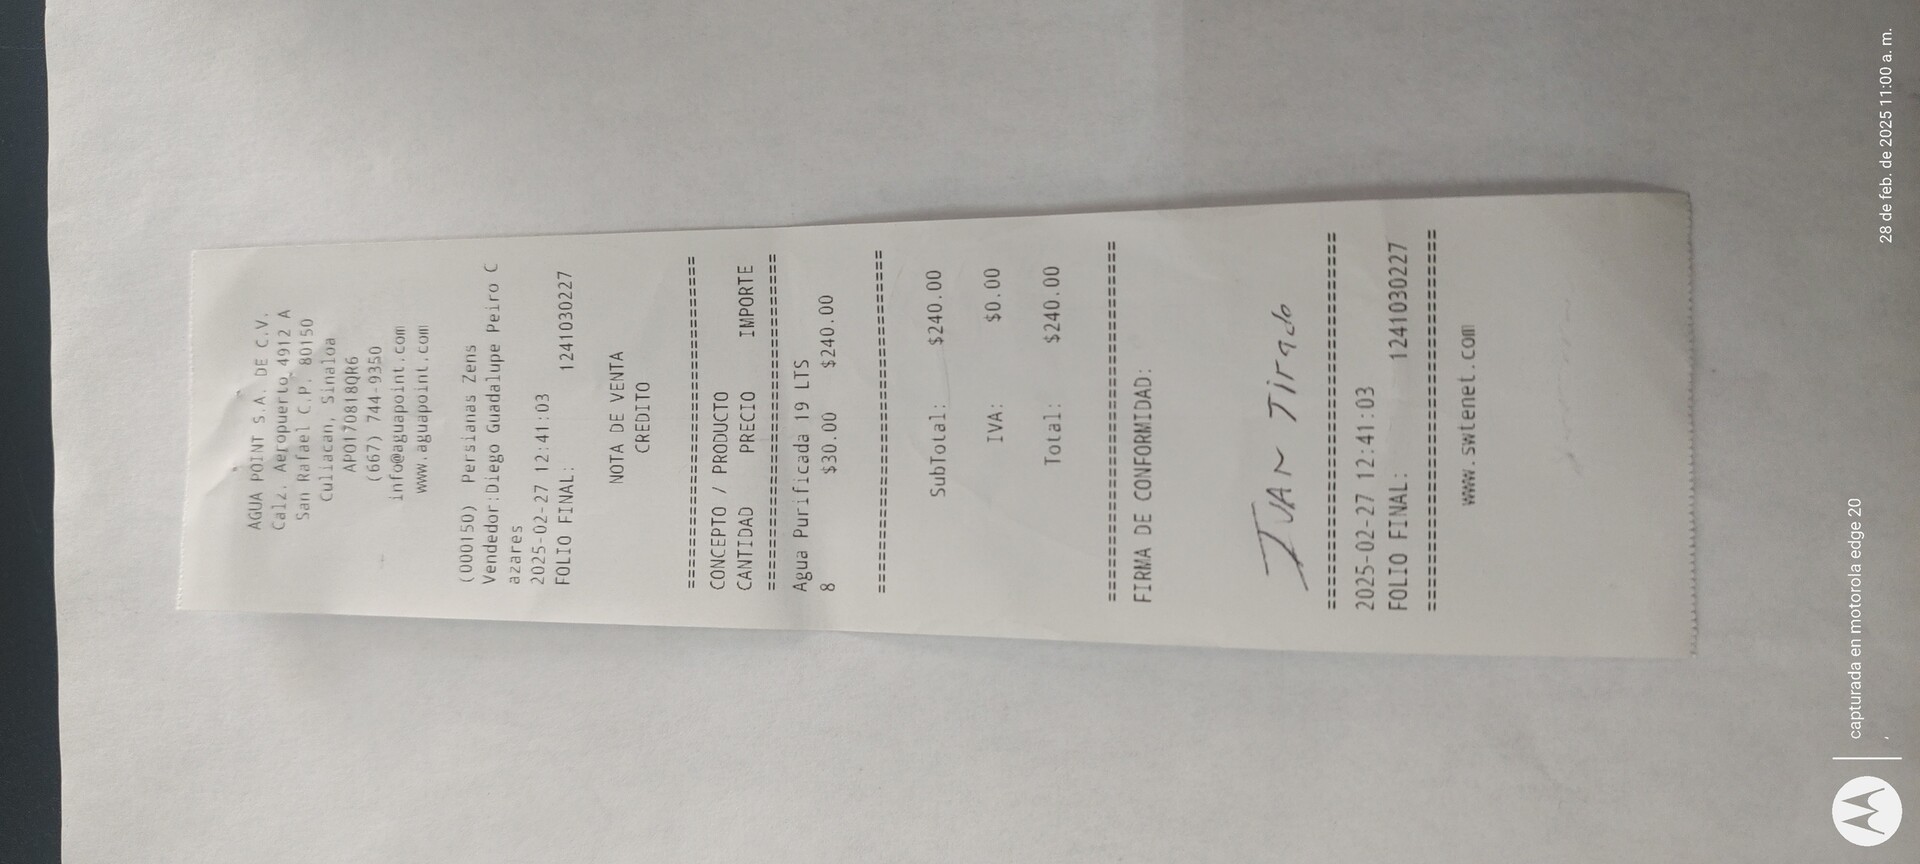 AGUA POINT S.A. DE C.V.
Calz. Aeropuerto 4912 A
San Rafael C.P. 80150
Culiacan, Sinaloa
APO170818QR6
(667) 744-9350
info@aguapoint.com
www.aguapoint.com
(000150) Persianas Zens
Vendedor:Diego Guadalupe Peiro C
azares
2025-02-27 12:41:03
FOLIO FINAL: 1241030227
NOTA DE VENTA
CREDITO
================================
CONCEPTO / PRODUCTO
CANTIDAD PRECIO IMPORTE
================================
Agua Purificada 19 LTS
8 $30.00 $240.00
================================
SubTotal: $240.00
IVA: $0.00
Total: $240.00
================================
FIRMA DE CONFORMIDAD:
IVAN TIrado
================================
2025-02-27 12:41:03
FOLIO FINAL: 1241030227
================================
www.swtenet.com
capturada en motorola edge 20
, 28 de feb. de 2025 11:00 a. m.